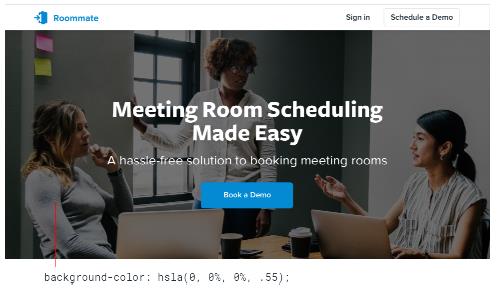 Roommate
Sign in
Schedule a Demo
Meeting Room Scheduling
Made Easy
A hassle-free solution to booking meeting rooms
Book a Demo
background-color: hsla(0, 0%, 0%, .55);